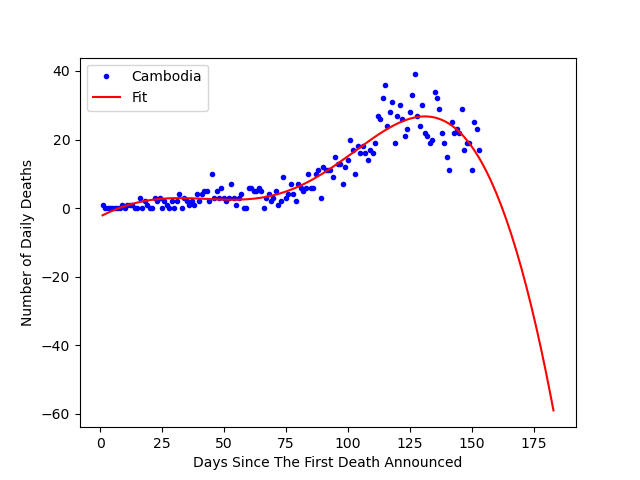 Cambodia
Fit
Number of Daily Deaths
40
20
0
−20
−40
−60
0 25 50 75 100 125 150 175
Days Since The First Death Announced